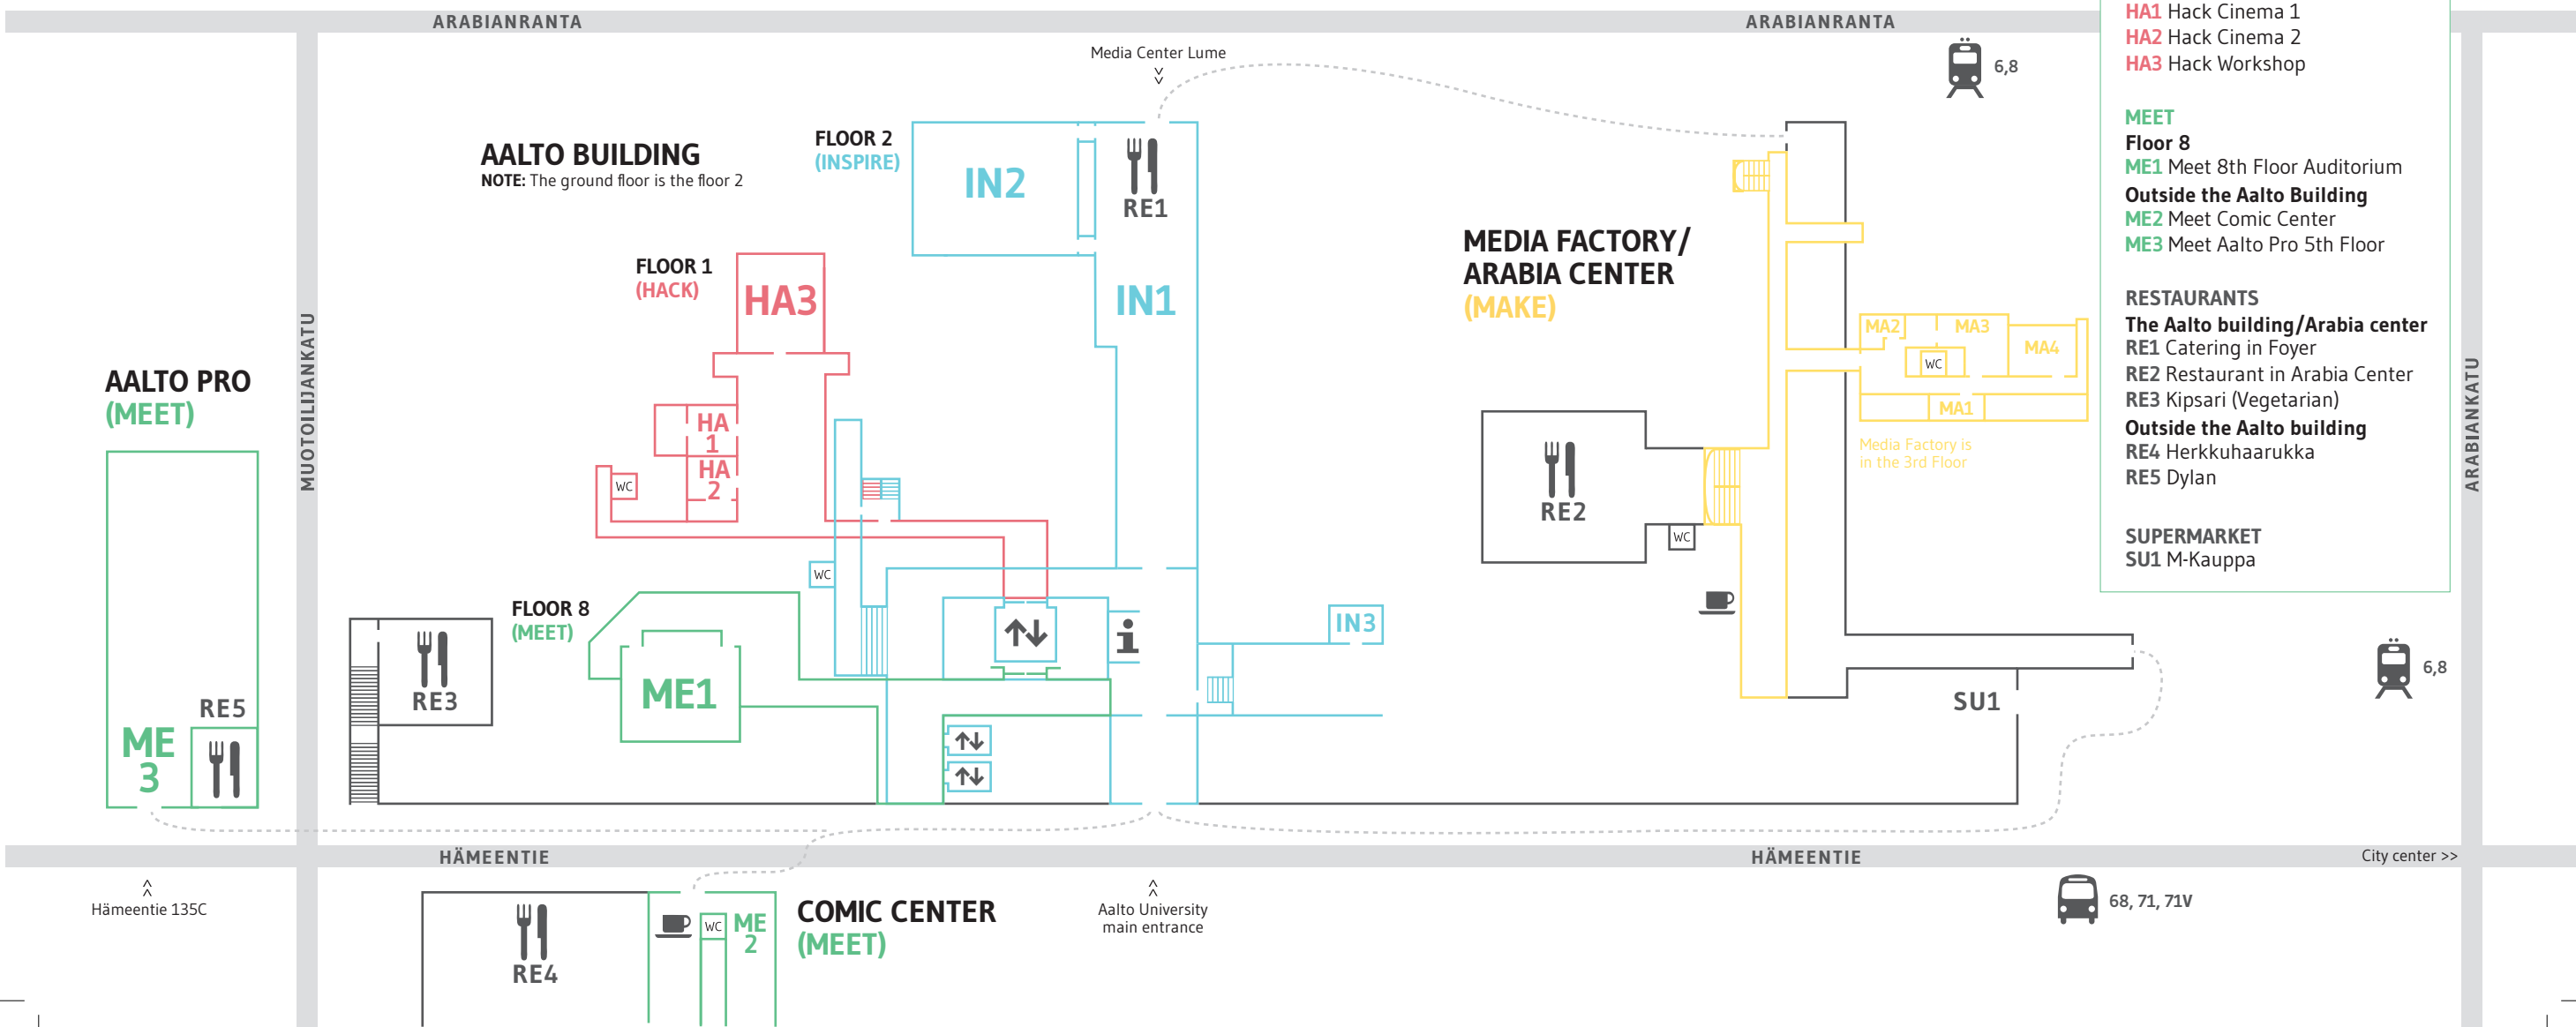 ARABIANRANTA
ARABIANRANTA
Media Center Lume
6,8
HA1 Hack Cinema 1
HA2 Hack Cinema 2
HA3 Hack Workshop
MEET
Floor 8
ME1 Meet 8th Floor Auditorium
Outside the Aalto Building
ME2 Meet Comic Center
ME3 Meet Aalto Pro 5th Floor
RESTAURANTS
The Aalto building/Arabia center
RE1 Catering in Foyer
RE2 Restaurant in Arabia Center
RE3 Kipsari (Vegetarian)
Outside the Aalto building
RE4 Herkkuhaarukka
RE5 Dylan
SUPERMARKET
SU1 M-Kauppa
AALTO BUILDING
NOTE: The ground floor is the floor 2
FLOOR 2
(INSPIRE)
IN2
RE1
IN1
FLOOR 1
(HACK)
HA3
HA
1
HA
2
WC
WC
MEDIA FACTORY/
ARABIA CENTER
(MAKE)
MA2
MA3
MA4
WC
MA1
Media Factory is
in the 3rd Floor
RE2
WC
MUOTOILIJANKATU
ARABIANKATU
AALTO PRO
(MEET)
RE5
ME
3
FLOOR 8
(MEET)
RE3
ME1
i
IN3
SU1
6,8
HÄMEENTIE
HÄMEENTIE
City center >>
Hämeentie 135C
RE4
WC
ME
2
COMIC CENTER
(MEET)
Aalto University
main entrance
68, 71, 71V